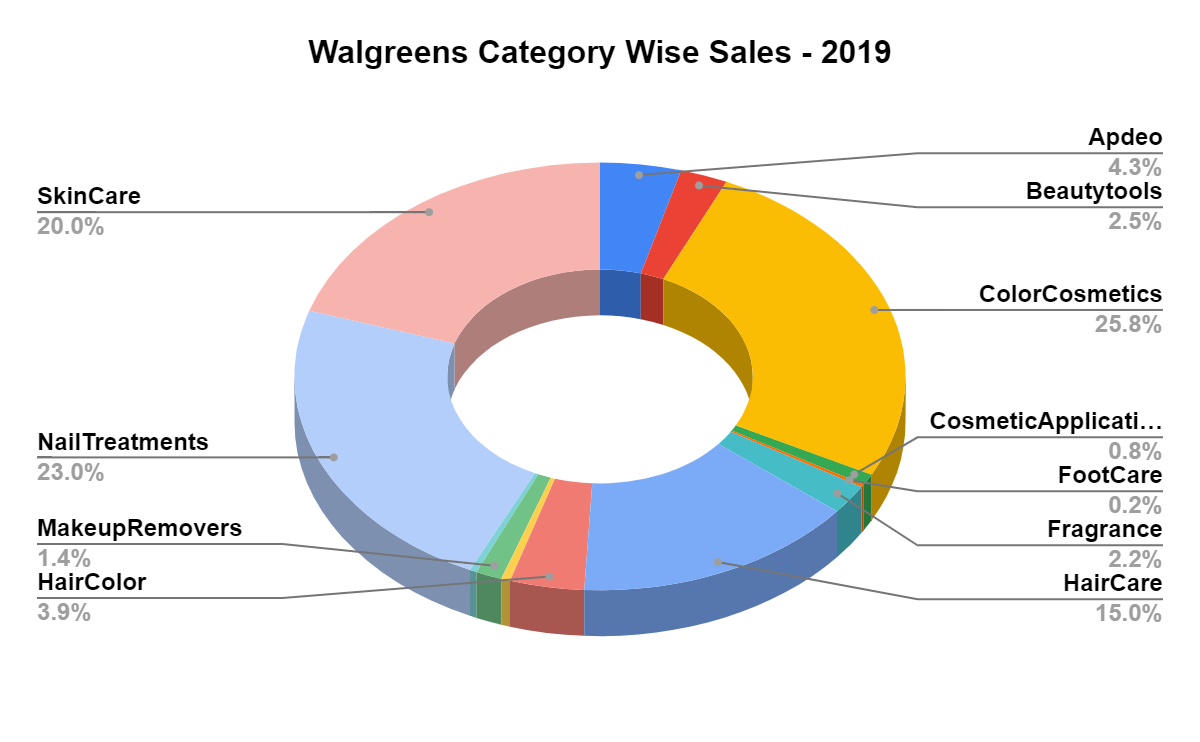 Walgreens Category Wise Sales - 2019
Apdeo
4.3%
Beautytools
2.5%
ColorCosmetics
25.8%
CosmeticApplicati…
0.8%
FootCare
0.2%
Fragrance
2.2%
HairCare
15.0%
SkinCare
20.0%
NailTreatments
23.0%
MakeupRemovers
1.4%
HairColor
3.9%